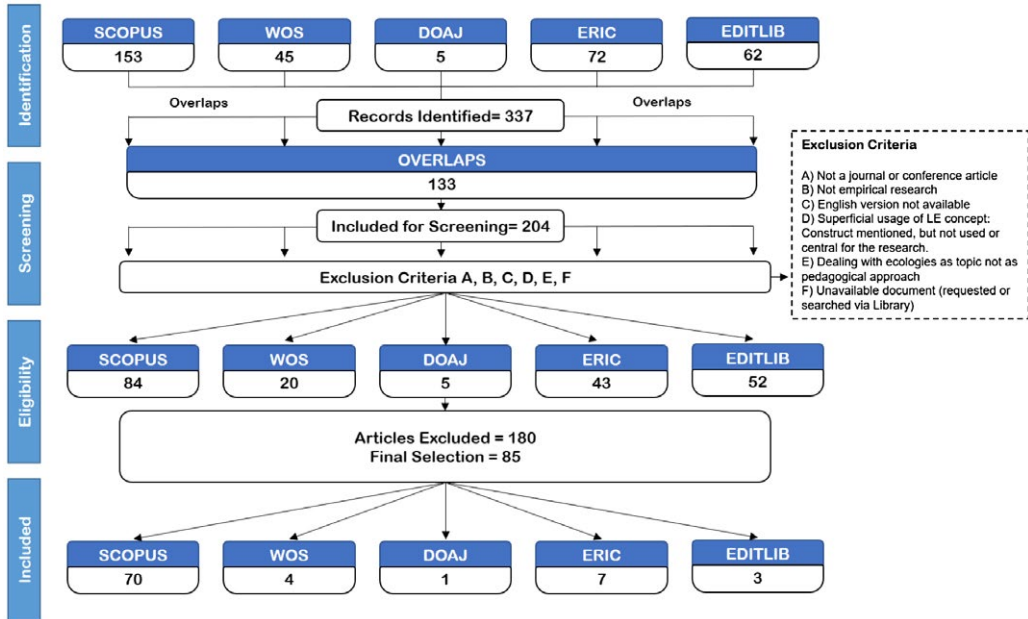 Identification
SCOPUS
153
WOS
45
DOAJ
5
ERIC
72
EDITLIB
62
Overlaps
Overlaps
Records Identified= 337
Screening
OVERLAPS
133
Included for Screening= 204
Exclusion Criteria A, B, C, D, E, F
Exclusion Criteria
A) Not a journal or conference article
B) Not empirical research
C) English version not available
D) Superficial usage of LE concept:
Construct mentioned, but not used or
central for the research.
E) Dealing with ecologies as topic not as
pedagogical approach
F) Unavailable document (requested or
searched via Library)
Eligibility
SCOPUS
84
WOS
20
DOAJ
5
ERIC
43
EDITLIB
52
Articles Excluded = 180
Final Selection = 85
Included
SCOPUS
70
WOS
4
DOAJ
1
ERIC
7
EDITLIB
3